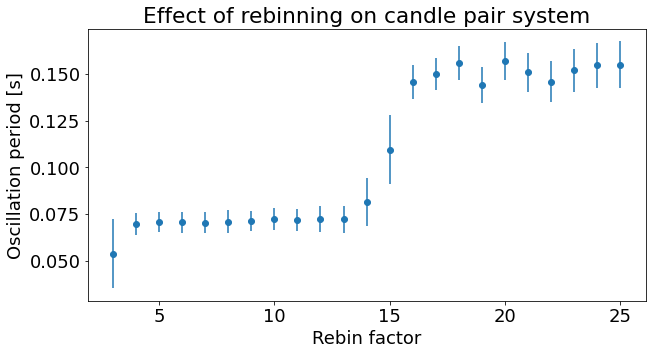 Effect of rebinning on candle pair system
Oscillation period [s]
0.150
0.125
0.100
0.075
0.050
5 10 15 20 25
Rebin factor